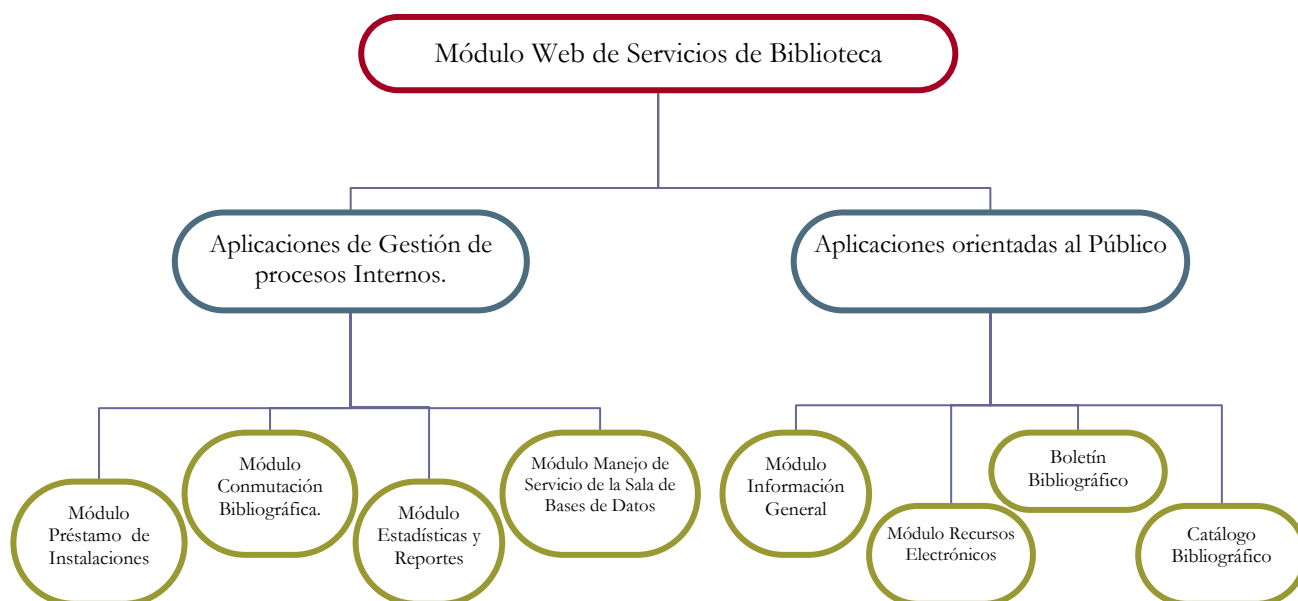 Módulo Web de Servicios de Biblioteca
Aplicaciones de Gestión de
procesos Internos.
Aplicaciones orientadas al Público
Módulo
Préstamo de
Instalaciones
Módulo
Conmutación
Bibliográfica.
Módulo
Estadísticas y
Reportes
Módulo Manejo de
Servicio de la Sala de
Bases de Datos
Módulo
Información
General
Módulo Recursos
Electrónicos
Boletín
Bibliográfico
Catálogo
Bibliográfico